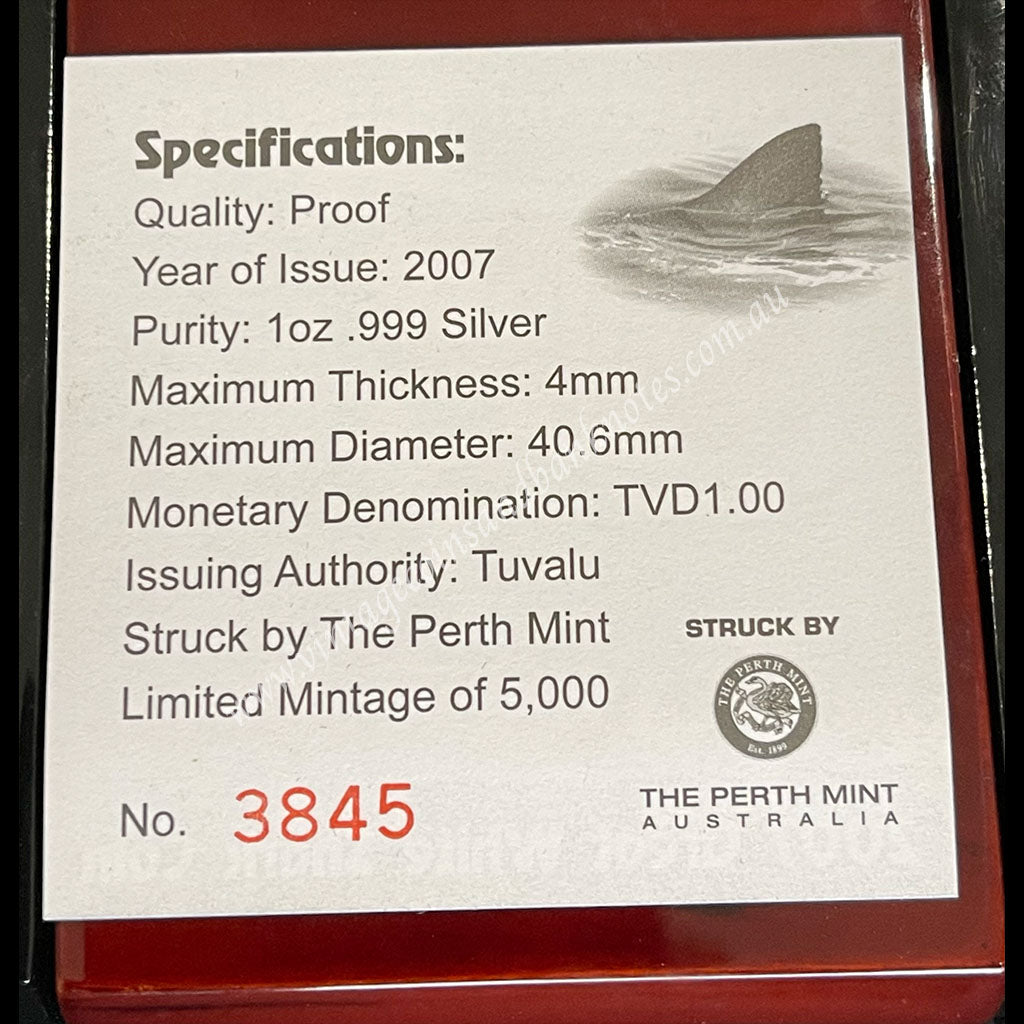 Specifications:
Quality: Proof
Year of Issue: 2007
Purity: 1oz .999 Silver
Maximum Thickness: 4mm
Maximum Diameter: 40.6mm
Monetary Denomination: TVD1.00
Issuing Authority: Tuvalu
Struck by The Perth Mint
Limited Mintage of 5,000
No. 3845
STRUCK BY
THE PERTH MINT
Est. 1899
THE PERTH MINT
AUSTRALIA